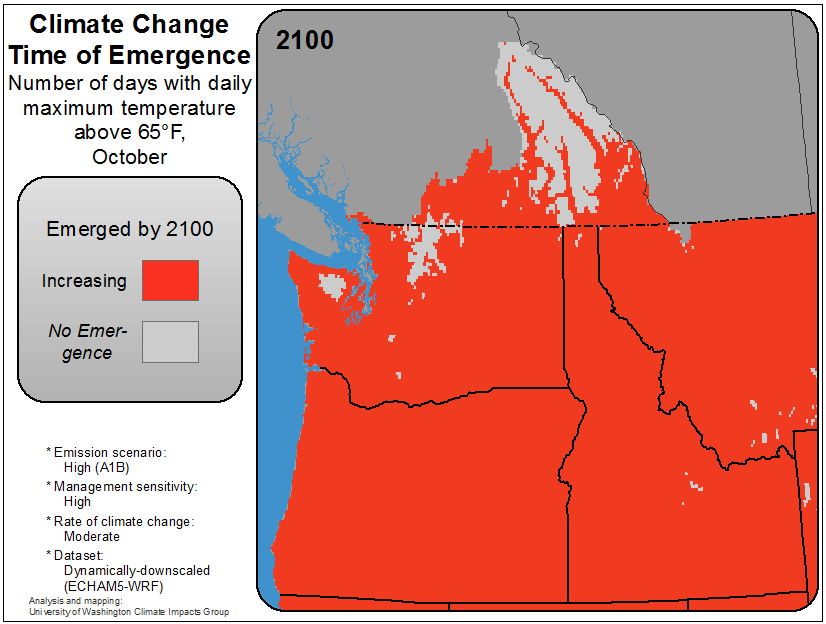 Climate Change
Time of Emergence
Number of days with daily
maximum temperature
above 65°F,
October
2100
Emerged by 2100
Increasing
No Emer-
gence
* Emission scenario:
High (A1B)
* Management sensitivity:
High
* Rate of climate change:
Moderate
* Dataset:
Dynamically-downscaled
(ECHAM5-WRF)
Analysis and mapping:
University of Washington Climate Impacts Group